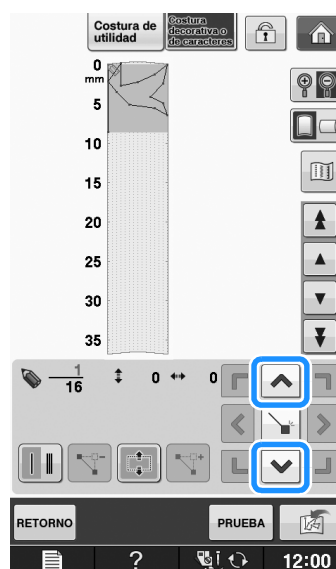 Costura de
utilidad
Costura
decorativa o
de caracteres
0
mm
5
10
15
20
25
30
35
1
16
0
0
RETORNO
PRUEBA
?
12:00